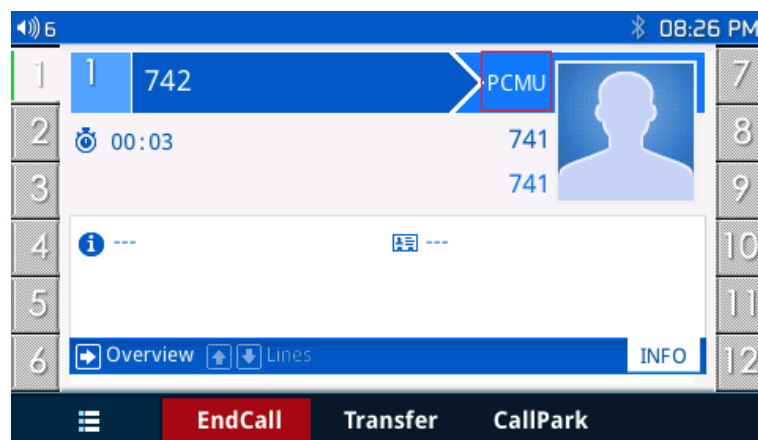 6 08:26 PM
1 1 742 PCMU 7
2 00:03 741 8
3 741 9
4 --- --- 10
5 11
6 Overview Lines INFO 12
EndCall Transfer CallPark